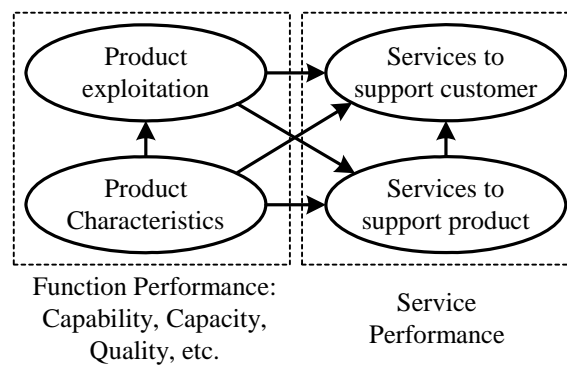 Product
exploitation
Services to
support customer
Product
Characteristics
Services to
support product
Function Performance:
Capability, Capacity,
Quality, etc.
Service
Performance